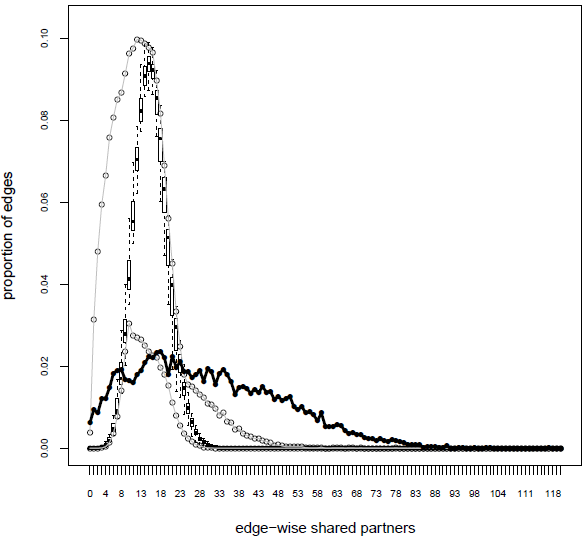 proportion of edges
0.10
0.08
0.06
0.04
0.02
0.00
0 4 8 13 18 23 28 33 38 43 48 53 58 63 68 73 78 83 88 93 98 104 111 118
edge-wise shared partners